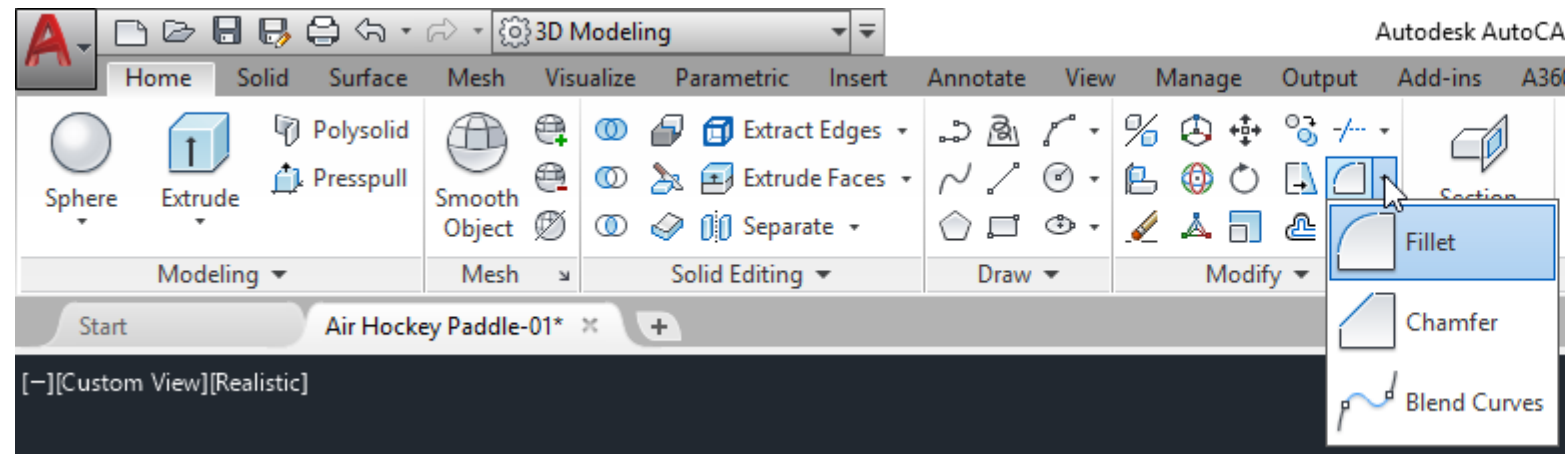 3D Modeling
Autodesk AutoCA
Home Solid Surface Mesh Visualize Parametric Insert Annotate View Manage Output Add-ins A360
Polysolid
Extract Edges
Presspull
Extrude Faces
Sphere
Extrude
Smooth
Object
Separate
Section
Fillet
Modeling
Mesh
Solid Editing
Draw
Modify
Chamfer
Start
Air Hockey Paddle-01*
[−][Custom View][Realistic]
Blend Curves